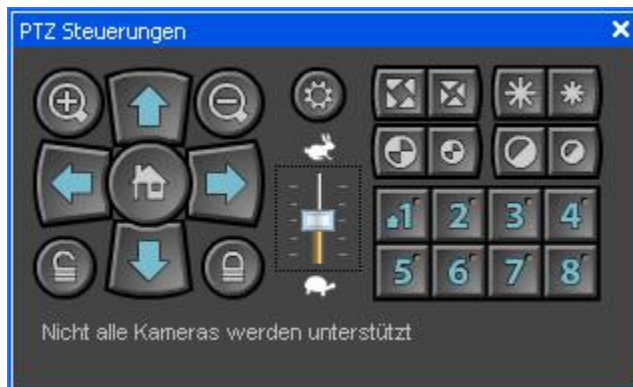 PTZ Steuerungen
1 2 3 4
5 6 7 8
Nicht alle Kameras werden unterstützt